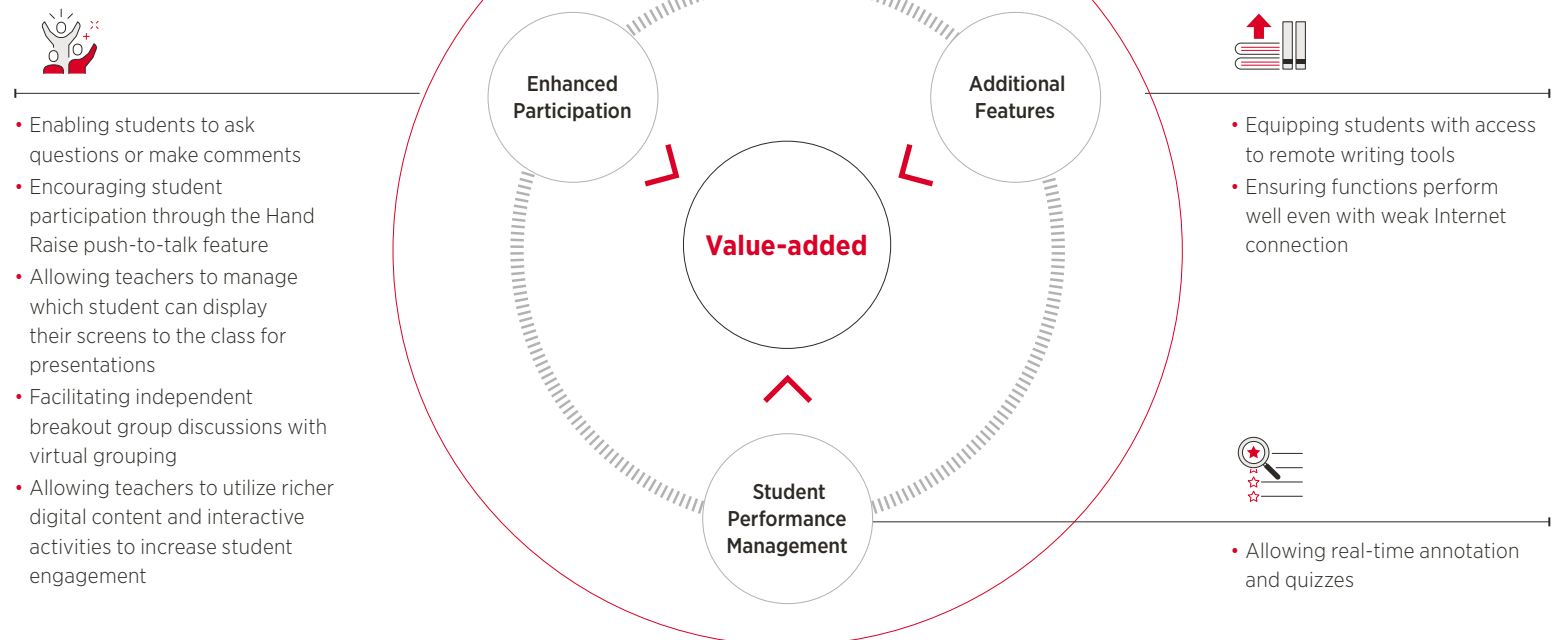 Enhanced
Participation
• Enabling students to ask
questions or make comments
• Encouraging student
participation through the Hand
Raise push-to-talk feature
• Allowing teachers to manage
which student can display
their screens to the class for
presentations
• Facilitating independent
breakout group discussions with
virtual grouping
• Allowing teachers to utilize richer
digital content and interactive
activities to increase student
engagement
Value-added
Additional
Features
• Equipping students with access
to remote writing tools
• Ensuring functions perform
well even with weak Internet
connection
Student
Performance
Management
• Allowing real-time annotation
and quizzes